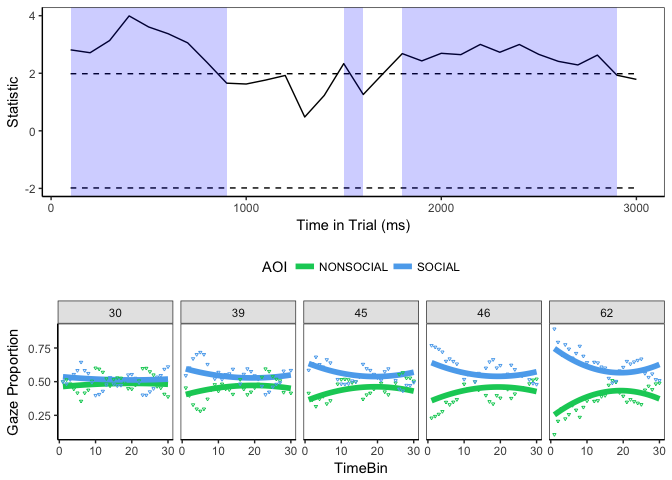 4
2
0
-2
Statistic
0 1000 2000 3000
Time in Trial (ms)
AOI NONSOCIAL SOCIAL
30 39 45 46 62
0.75
0.50
0.25
Gaze Proportion
0 10 20 30 0 10 20 30 0 10 20 30 0 10 20 30 0 10 20 30
TimeBin